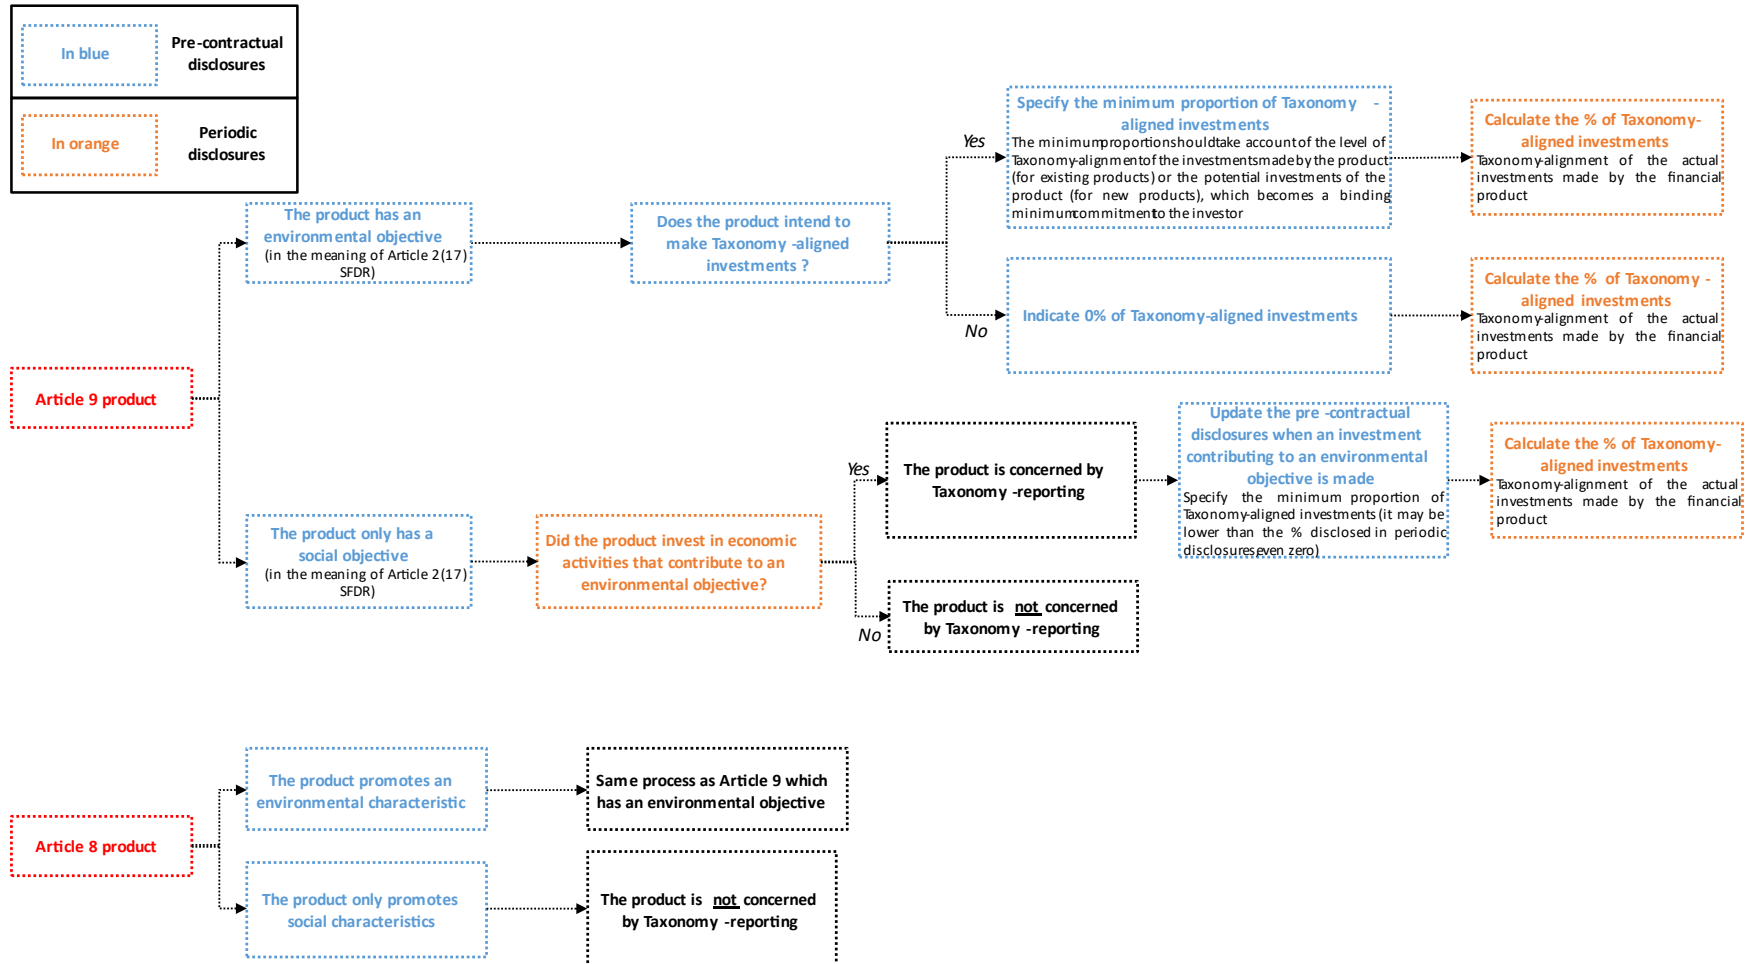 In blue
Pre-contractual
disclosures
In orange
Periodic
disclosures
Specify the minimum proportion of Taxonomy -
aligned investments
The minimumproportionshouldtake account of the level of
Taxonomy-alignmentof the investmentsmade by the product
(for existing products) or the potential investments of the
product (for new products), which becomes a binding
minimumcommitmentto the investor
Yes
Calculate the % of Taxonomy-
aligned investments
Taxonomy-alignment of the actual
investments made by the financial
product
The product has an
environmental objective
(in the meaning of Article 2(17)
SFDR)
Does the product intend to
make Taxonomy -aligned
investments ?
No
Indicate 0% of Taxonomy-aligned investments
Calculate the % of Taxonomy -
aligned investments
Taxonomy-alignment of the actual
investments made by the financial
product
Article 9 product
The product only has a
social objective
(in the meaning of Article 2(17)
SFDR)
Did the product invest in economic
activities that contribute to an
environmental objective?
Yes
The product is concerned by
Taxonomy -reporting
Update the pre -contractual
disclosures when an investment
contributing to an environmental
objective is made
Specify the minimum proportion of
Taxonomy-aligned investments (it may be
lower than the % disclosed in periodic
disclosures,even zero)
Calculate the % of Taxonomy-
aligned investments
Taxonomy-alignment of the actual
investments made by the financial
product
No
The product is not concerned
by Taxonomy -reporting
Article 8 product
The product promotes an
environmental characteristic
Same process as Article 9 which
has an environmental objective
The product only promotes
social characteristics
The product is not concerned
by Taxonomy -reporting